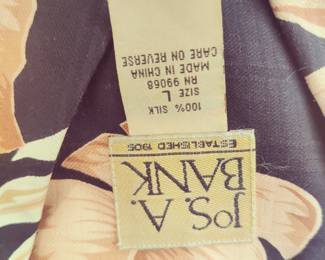 JOS. A.
BANK
ESTABLISHED 1905
100% SILK
SIZE L
RN 99068
MADE IN CHINA
CARE ON REVERSE